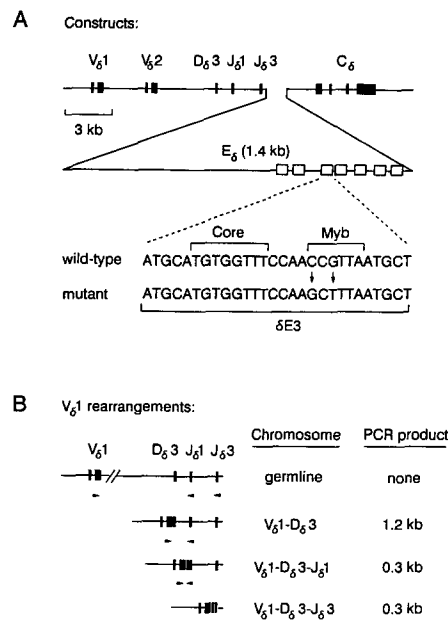 A Constructs:
Vδ1 Vδ2 Dδ3 Jδ1 Jδ3 Cδ
3 kb
Eδ (1.4 kb)
Core Myb
wild-type ATGCATGTGGTTTCCAACCGTTAATGCT
mutant ATGCATGTGGTTTCCAAGCTTTAATGCT
δE3
B Vδ1 rearrangements:
Chromosome PCR product
Vδ1 Dδ3 Jδ1 Jδ3
germline none
Vδ1-Dδ3 1.2 kb
Vδ1-Dδ3-Jδ1 0.3 kb
Vδ1-Dδ3-Jδ3 0.3 kb